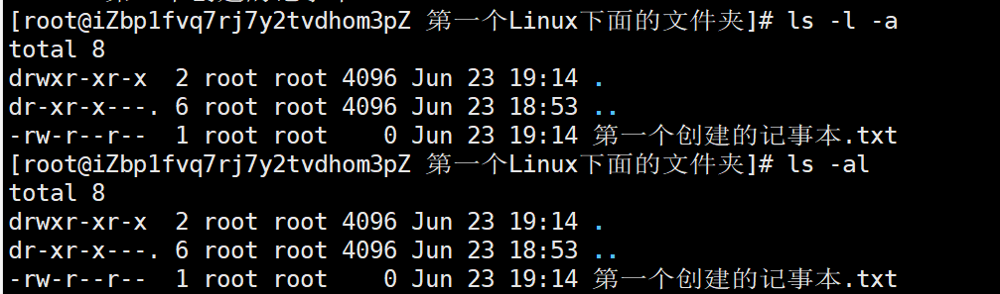 [root@iZbp1fvq7rj7y2tvdhom3pZ 第一个Linux下面的文件夹]# ls -l -a
total 8
drwxr-xr-x  2 root root 4096 Jun 23 19:14 .
dr-xr-x---. 6 root root 4096 Jun 23 18:53 ..
-rw-r--r--  1 root root    0 Jun 23 19:14 第一个创建的记事本.txt
[root@iZbp1fvq7rj7y2tvdhom3pZ 第一个Linux下面的文件夹]# ls -al
total 8
drwxr-xr-x  2 root root 4096 Jun 23 19:14 .
dr-xr-x---. 6 root root 4096 Jun 23 18:53 ..
-rw-r--r--  1 root root    0 Jun 23 19:14 第一个创建的记事本.txt